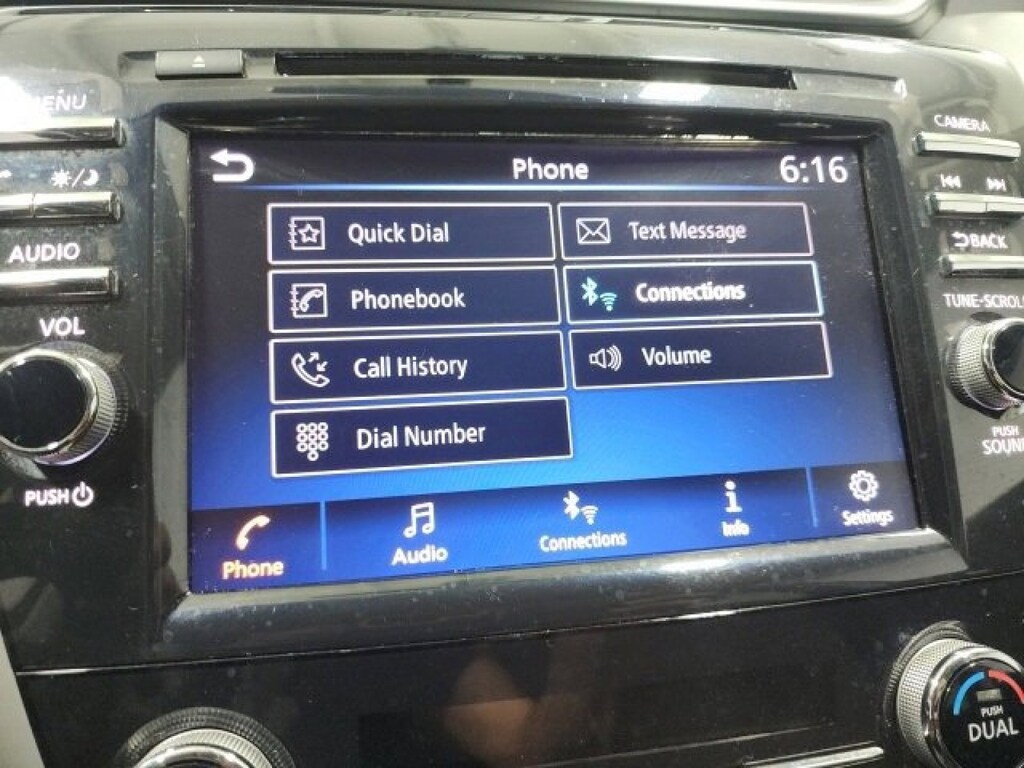 MENU
CAMERA
Phone
6:16
Quick Dial
Text Message
AUDIO
BACK
Phonebook
Connections
TUNE-SCROLL
VOL
Call History
Volume
Dial Number
PUSH
SOUND
PUSH
Phone
Audio
Connections
Info
Settings
PUSH
DUAL